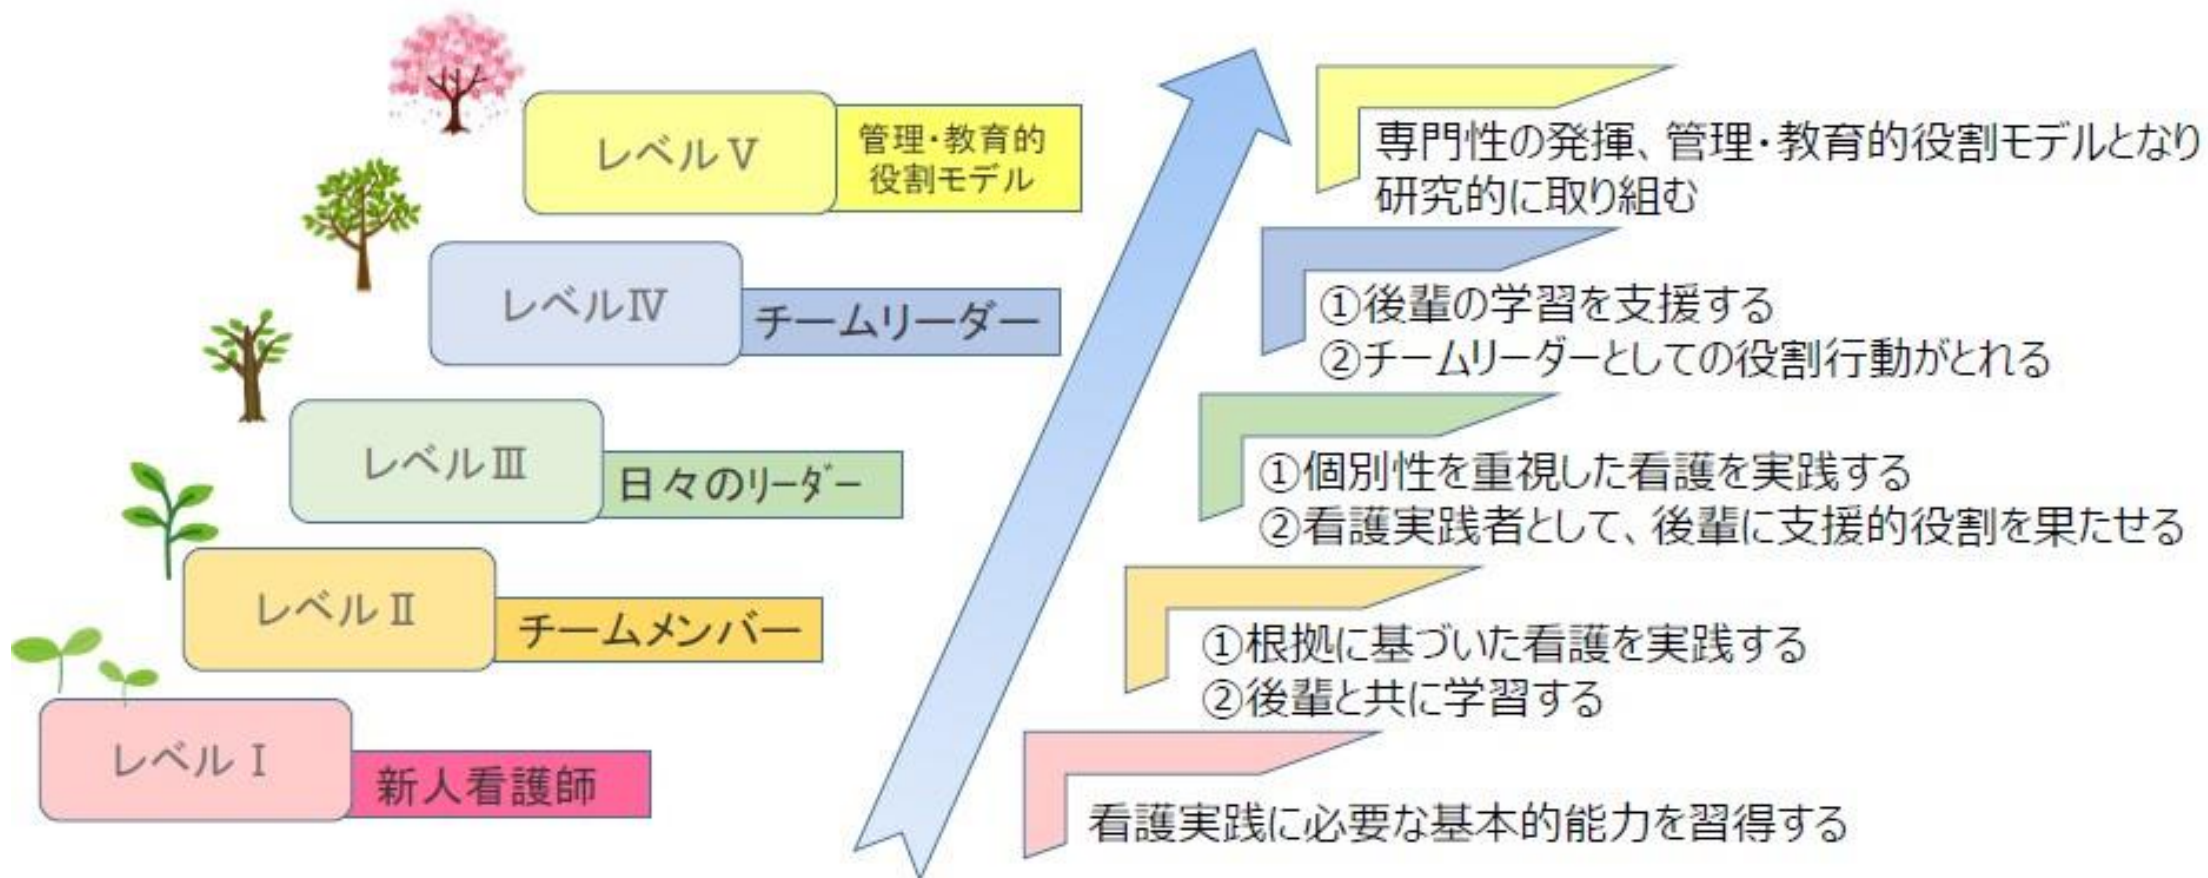 レベルⅤ
管理・教育的
役割モデル
専門性の発揮、管理・教育的役割モデルとなり
研究的に取り組む
レベルⅣ
チームリーダー
①後輩の学習を支援する
②チームリーダーとしての役割行動がとれる
レベルⅢ
日々のリーダー
①個別性を重視した看護を実践する
②看護実践者として、後輩に支援的役割を果たせる
レベルⅡ
チームメンバー
①根拠に基づいた看護を実践する
②後輩と共に学習する
レベルⅠ
新人看護師
看護実践に必要な基本的能力を習得する